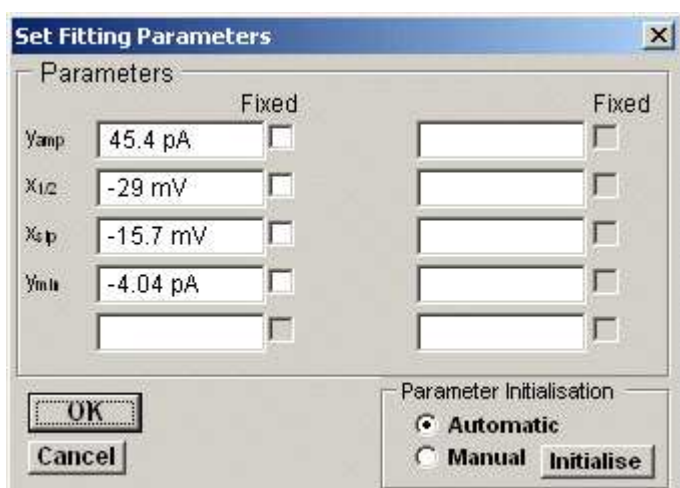 Set Fitting Parameters
Parameters
Fixed Fixed
Yamp 45.4 pA
X1/2 -29 mV
Xslp -15.7 mV
Ymin -4.04 pA
OK
Cancel
Parameter Initialisation
Automatic
Manual Initialise